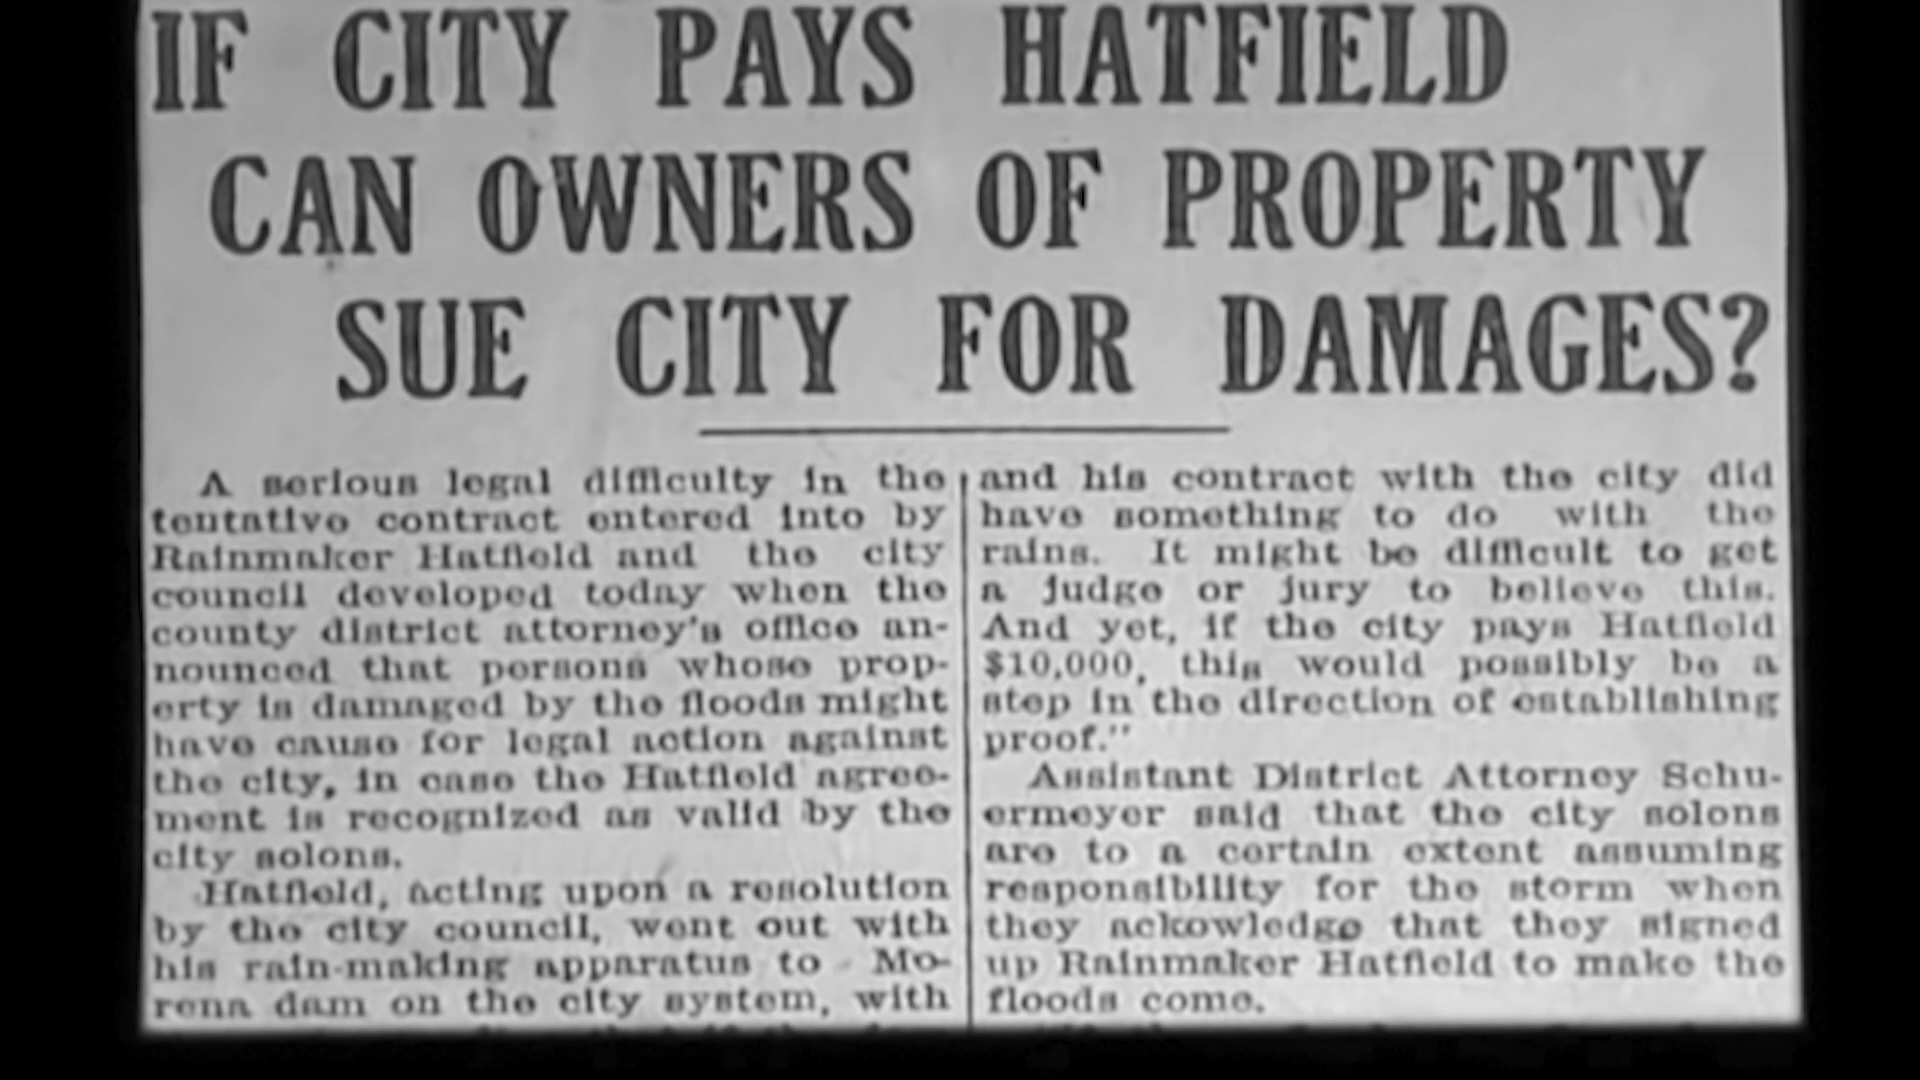 IF CITY PAYS HATFIELD
CAN OWNERS OF PROPERTY
SUE CITY FOR DAMAGES?
A serious legal difficulty in the
tentative contract entered into by
Rainmaker Hatfield and the city
council developed today when the
county district attorney's office an-
nounced that persons whose prop-
erty is damaged by the floods might
have cause for legal action against
the city, in case the Hatfield agree-
ment is recognized as valid by the
city solons.
Hatfield, acting upon a resolution
by the city council, went out with
his rain-making apparatus to Mo-
rena dam on the city system, with
and his contract with the city did
have something to do with the
rains. It might be difficult to get
a judge or jury to believe this.
And yet, if the city pays Hatfield
$10,000, this would possibly be a
step in the direction of establishing
proof."
Assistant District Attorney Schu-
ermeyer said that the city solons
are to a certain extent assuming
responsibility for the storm when
they ackowledge that they signed
up Rainmaker Hatfield to make the
floods come.